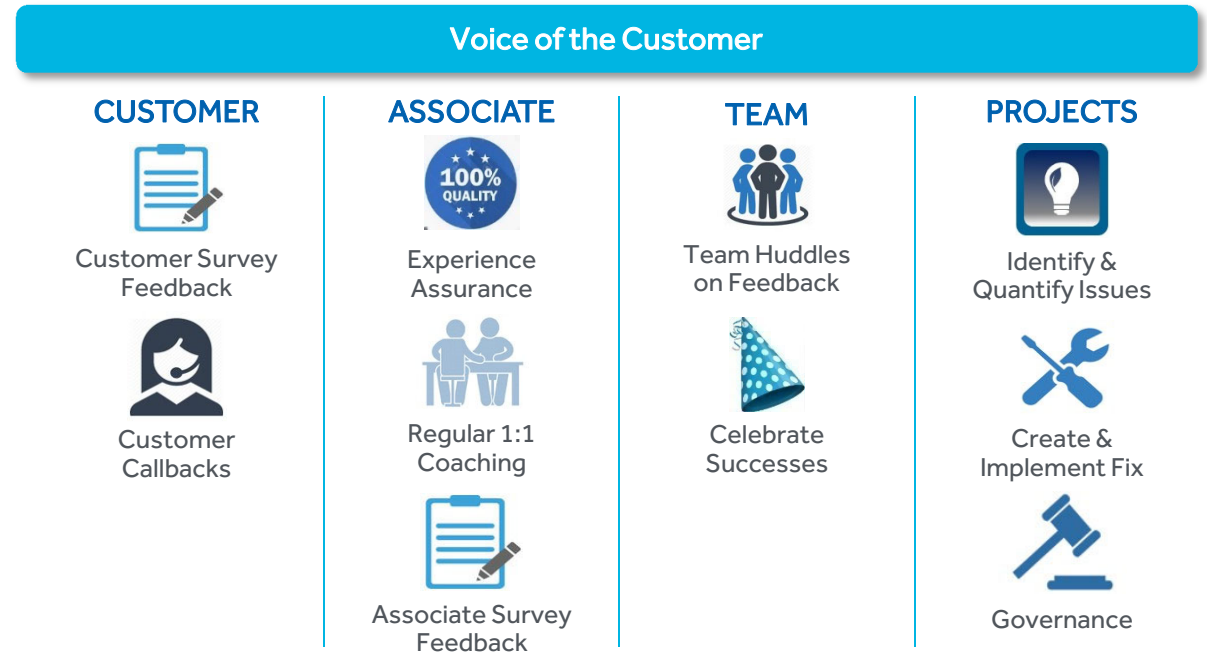 Voice of the Customer
CUSTOMER
Customer Survey
Feedback
Customer
Callbacks
ASSOCIATE
100%
QUALITY
Experience
Assurance
Regular 1:1
Coaching
Associate Survey
Feedback
TEAM
Team Huddles
on Feedback
Celebrate
Successes
PROJECTS
Identify &
Quantify Issues
Create &
Implement Fix
Governance